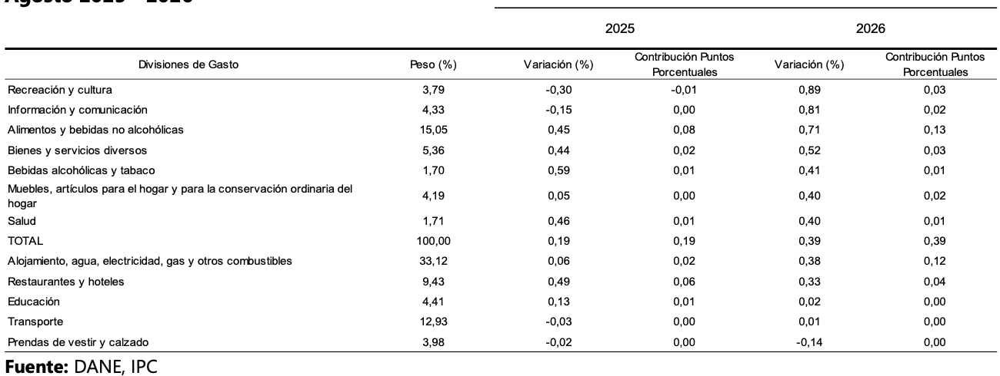 Agosto 2025 - 2026
2025 2026
Divisiones de Gasto Peso (%) Variación (%) Contribución Puntos Porcentuales Variación (%) Contribución Puntos Porcentuales
Recreación y cultura 3,79 -0,30 -0,01 0,89 0,03
Información y comunicación 4,33 -0,15 0,00 0,81 0,02
Alimentos y bebidas no alcohólicas 15,05 0,45 0,08 0,71 0,13
Bienes y servicios diversos 5,36 0,44 0,02 0,52 0,03
Bebidas alcohólicas y tabaco 1,70 0,59 0,01 0,41 0,01
Muebles, artículos para el hogar y para la conservación ordinaria del
hogar 4,19 0,05 0,00 0,40 0,02
Salud 1,71 0,46 0,01 0,40 0,01
TOTAL 100,00 0,19 0,19 0,39 0,39
Alojamiento, agua, electricidad, gas y otros combustibles 33,12 0,06 0,02 0,38 0,12
Restaurantes y hoteles 9,43 0,49 0,06 0,33 0,04
Educación 4,41 0,13 0,01 0,02 0,00
Transporte 12,93 -0,03 0,00 0,01 0,00
Prendas de vestir y calzado 3,98 -0,02 0,00 -0,14 0,00
Fuente: DANE, IPC